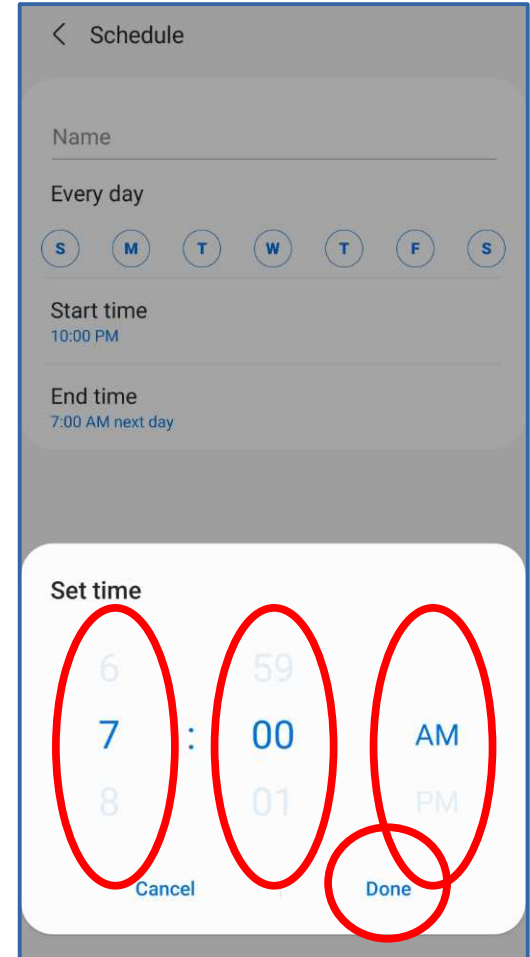 < Schedule
Name
Every day
S M T W T F S
Start time
10:00 PM
End time
7:00 AM next day
Set time
6 59
7 : 00 AM
8 01 PM
Cancel Done